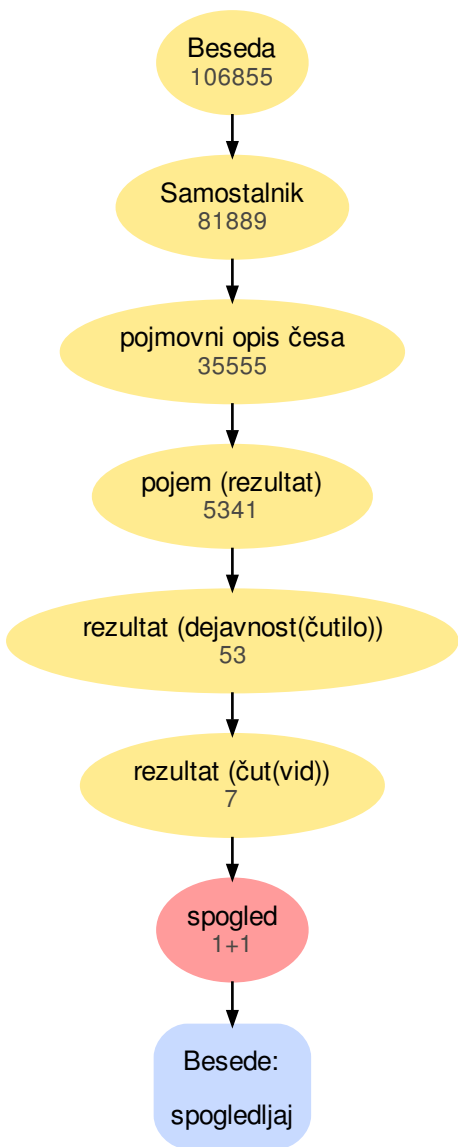 Beseda
106855
Samostalnik
81889
pojmovni opis česa
35555
pojem (rezultat)
5341
rezultat (dejavnost(čutilo))
53
rezultat (čut(vid))
7
spogled
1+1
Besede:
spogledljaj